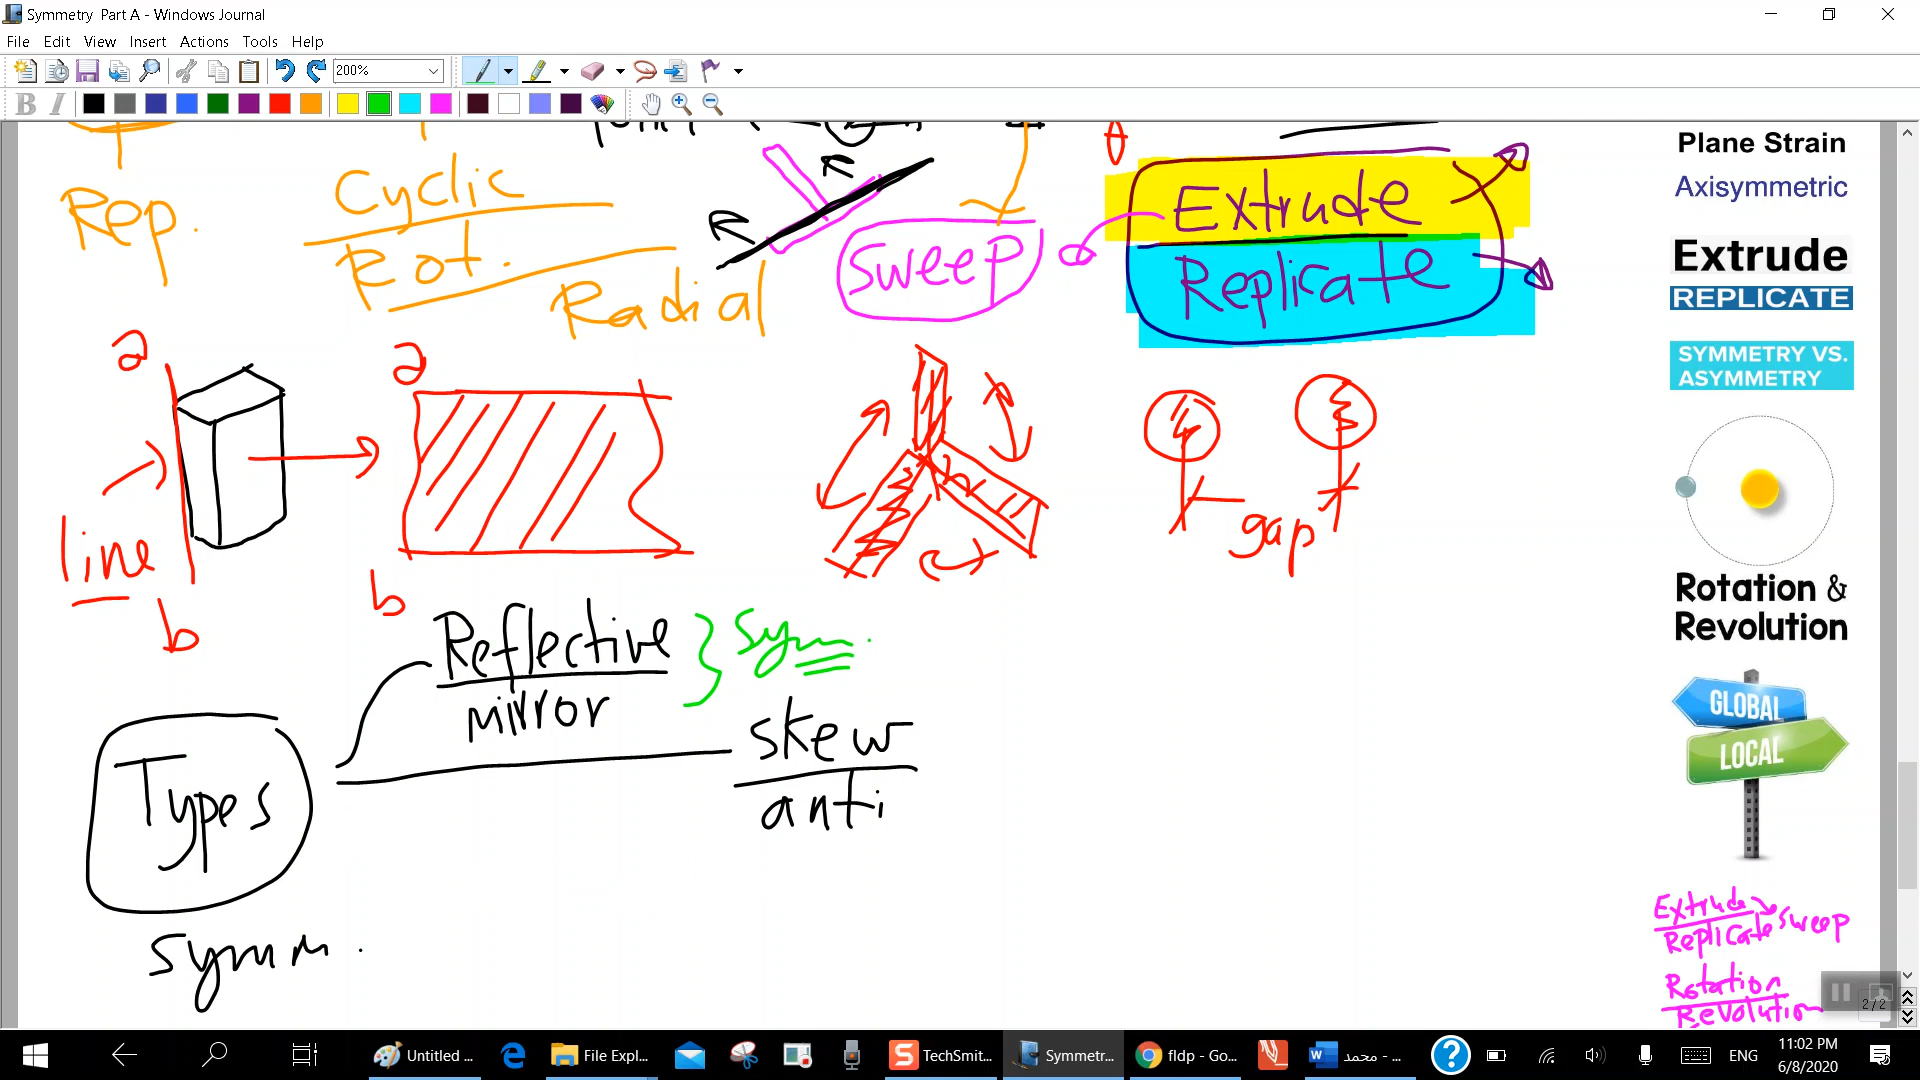 Symmetry Part A - Windows Journal
File Edit View Insert Actions Tools Help
200%
B I
Rep.
Cyclic
Rot.
Radial
sweep
θ
Extrude
Replicate
a
a
line
b
b
gap
Reflective
mirror
Sym.
skew
anti
Types
symm.
Plane Strain
Axisymmetric
Extrude
REPLICATE
SYMMETRY VS.
ASYMMETRY
Rotation &
Revolution
GLOBAL
LOCAL
Extrude
Replicate sweep
Rotation
Revolution
2/2
Untitled ...
File Expl...
TechSmit...
Symmetr...
fldp - Go...
محمد - ...
ENG
11:02 PM
6/8/2020